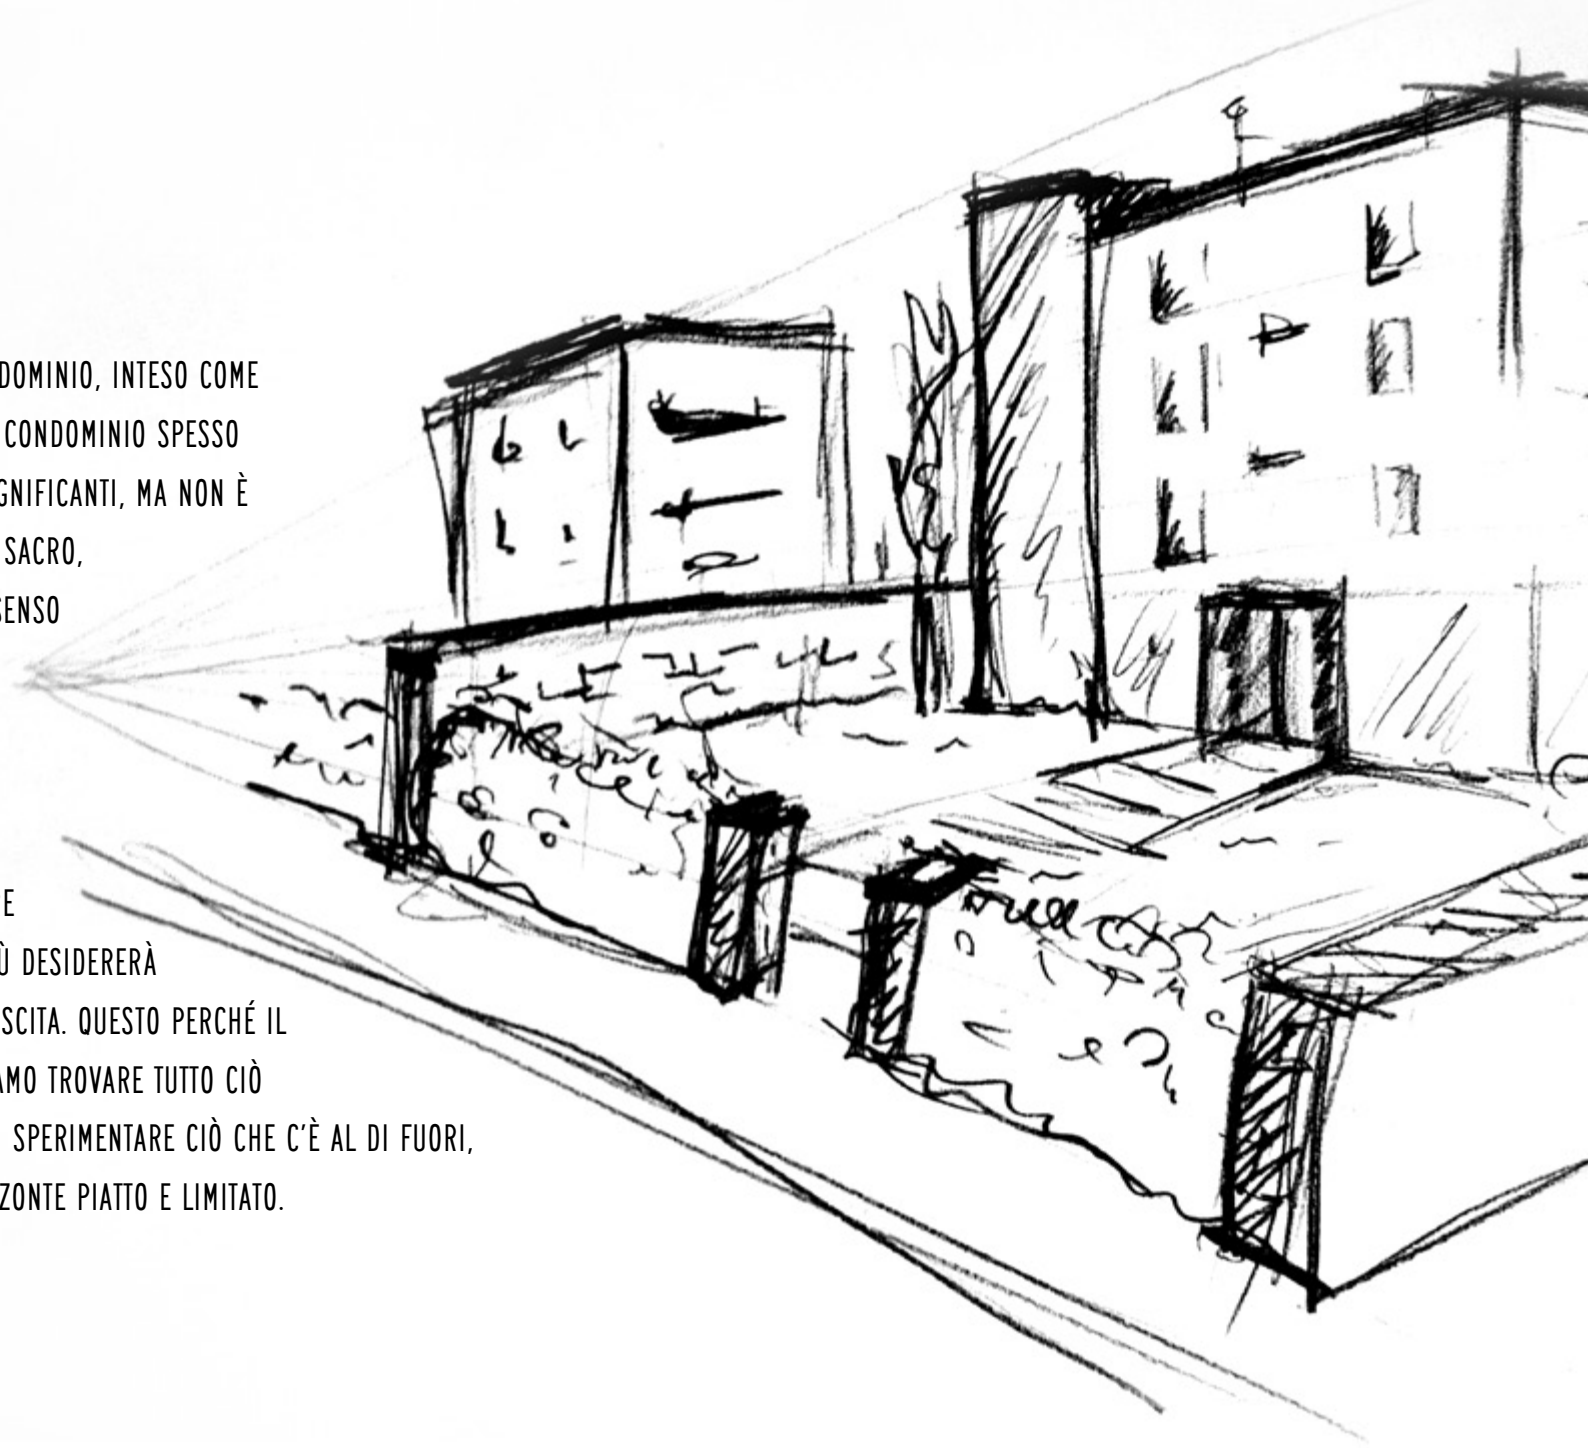 DOMINIO, INTESO COME
CONDOMINIO SPESSO
GNIFICANTI, MA NON È
SACRO,
SENSO
E
Ù DESIDERERÀ
SCITA. QUESTO PERCHÉ IL
AMO TROVARE TUTTO CIÒ
SPERIMENTARE CIÒ CHE C'È AL DI FUORI,
ZONTE PIATTO E LIMITATO.